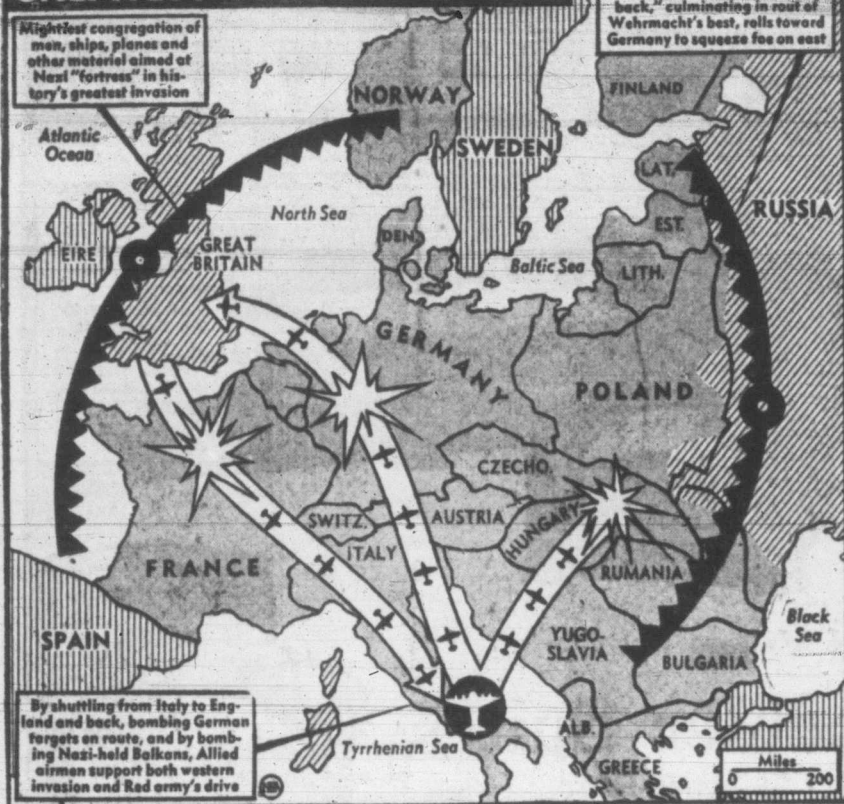 Mightiest congregation of
men, ships, planes and
other materiel aimed at
Nazi "fortress" in his-
tory's greatest invasion
back," culminating in rout of
Wehrmacht's best, rolls toward
Germany to squeeze foe on east
NORWAY
FINLAND
Atlantic
Ocean
SWEDEN
LAT.
RUSSIA
North Sea
EST.
EIRE
GREAT
BRITAIN
DEN.
Baltic Sea
LITH.
GERMANY
POLAND
CZECHO.
SWITZ.
AUSTRIA
HUNGARY
ITALY
FRANCE
RUMANIA
Black
Sea
SPAIN
YUGO-
SLAVIA
BULGARIA
By shuttling from Italy to Eng-
land and back, bombing German
targets en route, and by bomb-
ing Nazi-held Balkans, Allied
airmen support both western
invasion and Red army's drive
Tyrrhenian Sea
ALB.
GREECE
Miles
0 200